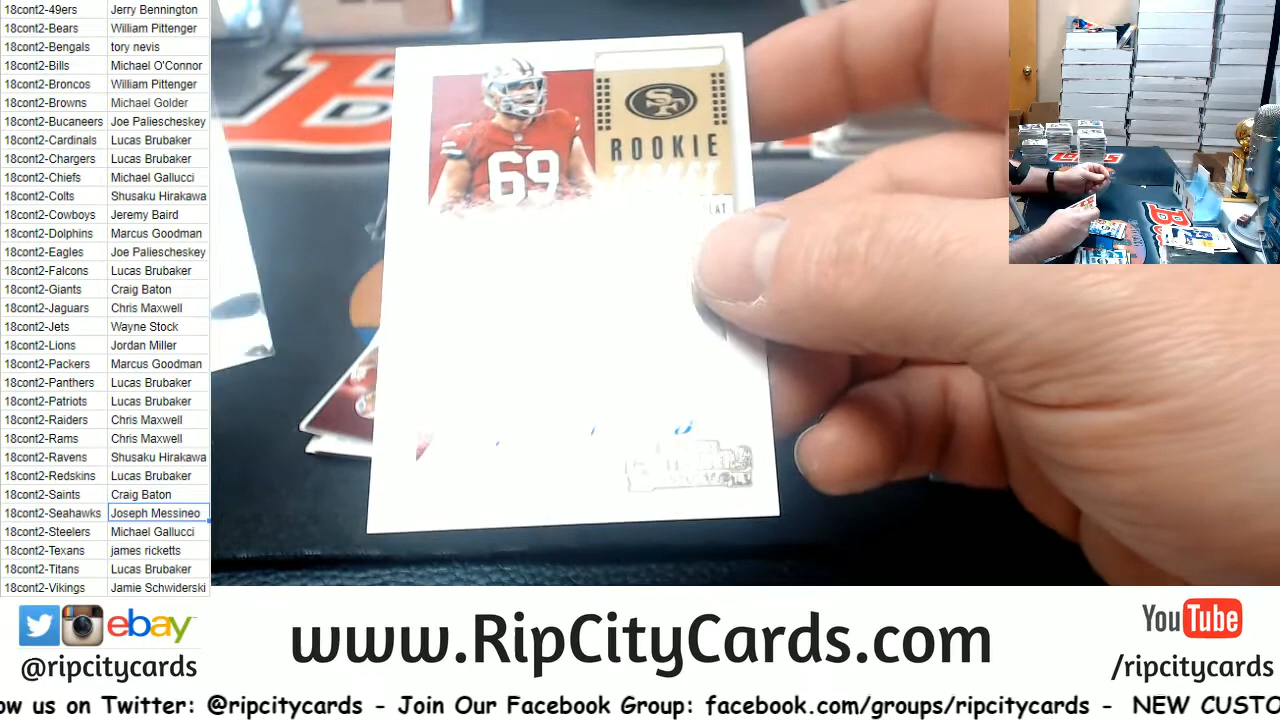 18cont2-49ers Jerry Bennington
18cont2-Bears William Pittenger
18cont2-Bengals tory nevis
18cont2-Bills Michael O'Connor
18cont2-Broncos William Pittenger
18cont2-Browns Michael Golder
18cont2-Bucaneers Joe Paliescheskey
18cont2-Cardinals Lucas Brubaker
18cont2-Chargers Lucas Brubaker
18cont2-Chiefs Michael Gallucci
18cont2-Colts Shusaku Hirakawa
18cont2-Cowboys Jeremy Baird
18cont2-Dolphins Marcus Goodman
18cont2-Eagles Joe Paliescheskey
18cont2-Falcons Lucas Brubaker
18cont2-Giants Craig Baton
18cont2-Jaguars Chris Maxwell
18cont2-Jets Wayne Stock
18cont2-Lions Jordan Miller
18cont2-Packers Marcus Goodman
18cont2-Panthers Lucas Brubaker
18cont2-Patriots Lucas Brubaker
18cont2-Raiders Chris Maxwell
18cont2-Rams Chris Maxwell
18cont2-Ravens Shusaku Hirakawa
18cont2-Redskins Lucas Brubaker
18cont2-Saints Craig Baton
18cont2-Seahawks Joseph Messineo
18cont2-Steelers Michael Gallucci
18cont2-Texans james ricketts
18cont2-Titans Lucas Brubaker
18cont2-Vikings Jamie Schwiderski
SF
ROOKIE
69
ebay
@ripcitycards
www.RipCityCards.com
YouTube
/ripcitycards
ow us on Twitter: @ripcitycards - Join Our Facebook Group: facebook.com/groups/ripcitycards - NEW CUSTO